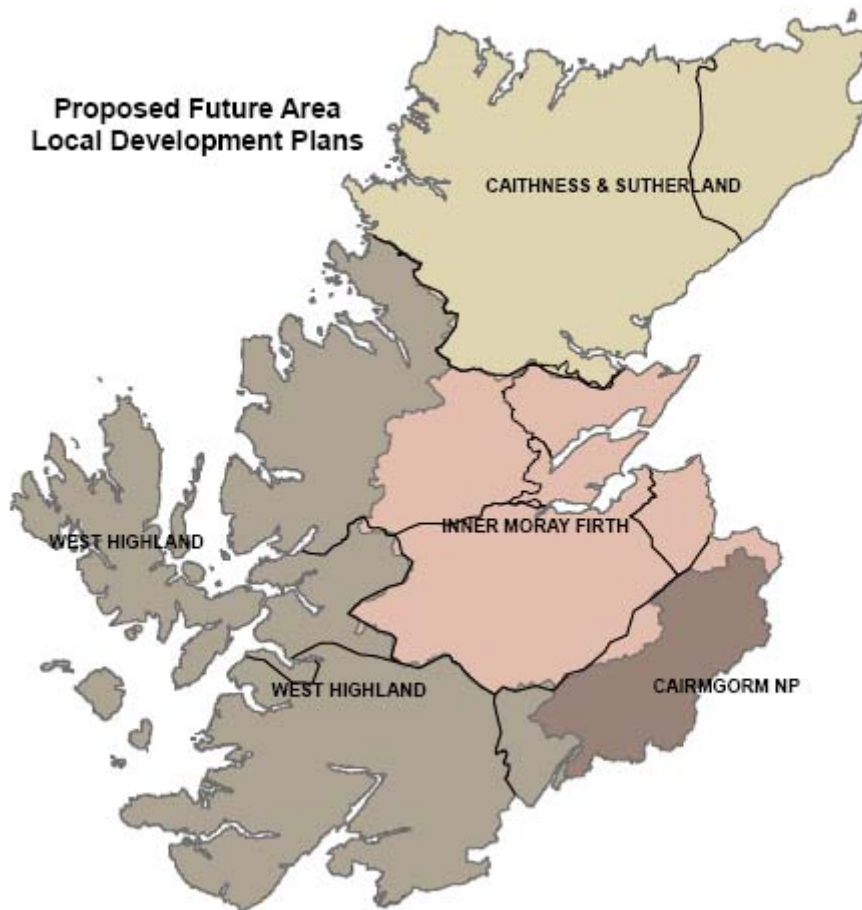 Proposed Future Area
Local Development Plans
CAITHNESS & SUTHERLAND
WEST HIGHLAND
INNER MORAY FIRTH
WEST HIGHLAND
CAIRMGORM NP